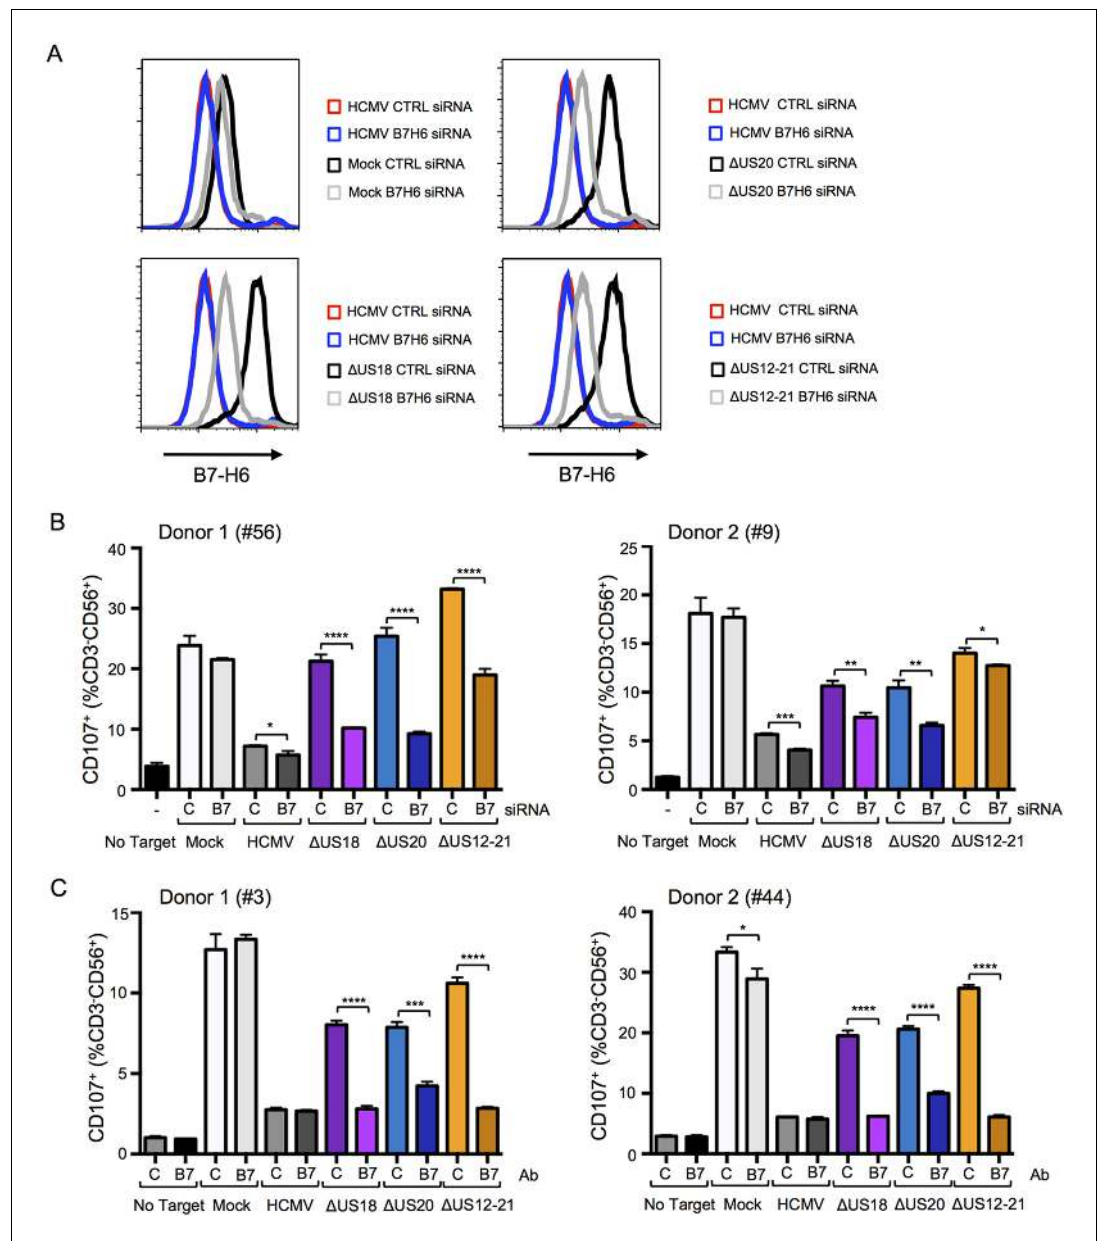 A
HCMV CTRL siRNA
HCMV B7H6 siRNA
Mock CTRL siRNA
Mock B7H6 siRNA
HCMV CTRL siRNA
HCMV B7H6 siRNA
ΔUS20 CTRL siRNA
ΔUS20 B7H6 siRNA
HCMV CTRL siRNA
HCMV B7H6 siRNA
ΔUS18 CTRL siRNA
ΔUS18 B7H6 siRNA
HCMV CTRL siRNA
HCMV B7H6 siRNA
ΔUS12-21 CTRL siRNA
ΔUS12-21 B7H6 siRNA
B7-H6
B7-H6
B
Donor 1 (#56)
CD107⁺ (%CD3⁻CD56⁺)
40
30
20
10
0
* **** **** ****
- C B7 C B7 C B7 C B7 C B7 siRNA
No Target Mock HCMV ΔUS18 ΔUS20 ΔUS12-21
Donor 2 (#9)
CD107⁺ (%CD3⁻CD56⁺)
25
20
15
10
5
0
*** ** ** *
- C B7 C B7 C B7 C B7 C B7 siRNA
No Target Mock HCMV ΔUS18 ΔUS20 ΔUS12-21
C
Donor 1 (#3)
CD107⁺ (%CD3⁻CD56⁺)
15
10
5
0
**** *** ****
C B7 C B7 C B7 C B7 C B7 C B7 Ab
No Target Mock HCMV ΔUS18 ΔUS20 ΔUS12-21
Donor 2 (#44)
CD107⁺ (%CD3⁻CD56⁺)
40
30
20
10
0
* **** **** ****
C B7 C B7 C B7 C B7 C B7 C B7 Ab
No Target Mock HCMV ΔUS18 ΔUS20 ΔUS12-21